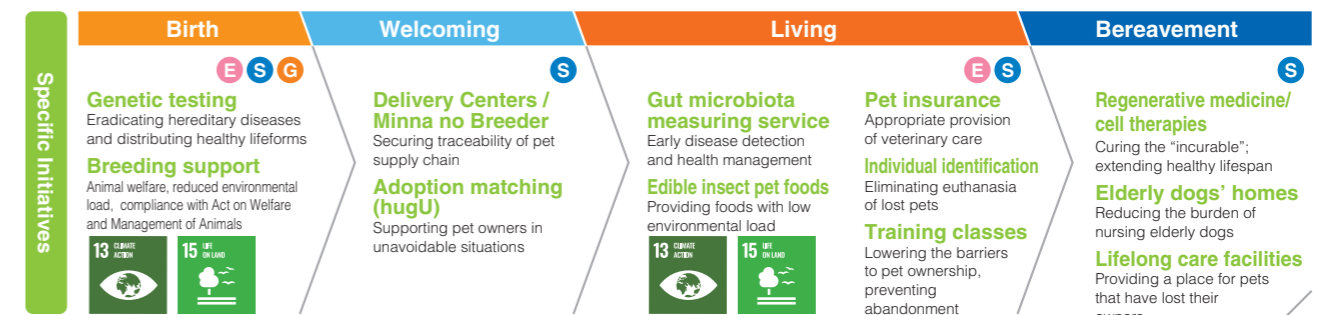 Specific Initiatives
Birth
E S G
Genetic testing
Eradicating hereditary diseases
and distributing healthy lifeforms
Breeding support
Animal welfare, reduced environmental
load, compliance with Act on Welfare
and Management of Animals
13 CLIMATE
ACTION
15 LIFE
ON LAND
Welcoming
S
Delivery Centers /
Minna no Breeder
Securing traceability of pet
supply chain
Adoption matching
(hugU)
Supporting pet owners in
unavoidable situations
Living
E S
Gut microbiota
measuring service
Early disease detection
and health management
Edible insect pet foods
Providing foods with low
environmental load
13 CLIMATE
ACTION
15 LIFE
ON LAND
Pet insurance
Appropriate provision
of veterinary care
Individual identification
Eliminating euthanasia
of lost pets
Training classes
Lowering the barriers
to pet ownership,
preventing
abandonment
Bereavement
S
Regenerative medicine/
cell therapies
Curing the “incurable”;
extending healthy lifespan
Elderly dogs’ homes
Reducing the burden of
nursing elderly dogs
Lifelong care facilities
Providing a place for pets
that have lost their